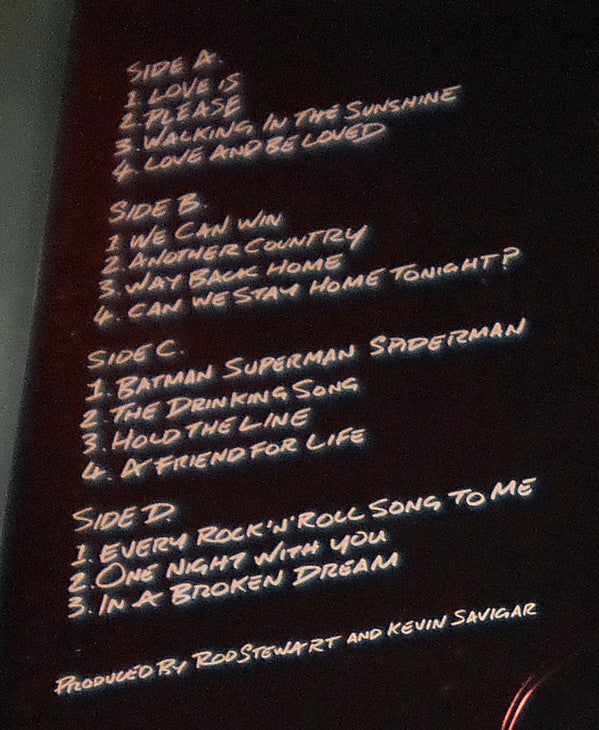 SIDE A.
1. LOVE IS
2. PLEASE
3. WALKING IN THE SUNSHINE
4. LOVE AND BE LOVED
SIDE B.
1. WE CAN WIN
2. ANOTHER COUNTRY
3. WAY BACK HOME
4. CAN WE STAY HOME TONIGHT?
SIDE C.
1. BATMAN SUPERMAN SPIDERMAN
2. THE DRINKING SONG
3. HOLD THE LINE
4. A FRIEND FOR LIFE
SIDE D.
1. EVERY ROCK'N'ROLL SONG TO ME
2. ONE NIGHT WITH YOU
3. IN A BROKEN DREAM
PRODUCED BY ROD STEWART AND KEVIN SAVIGAR